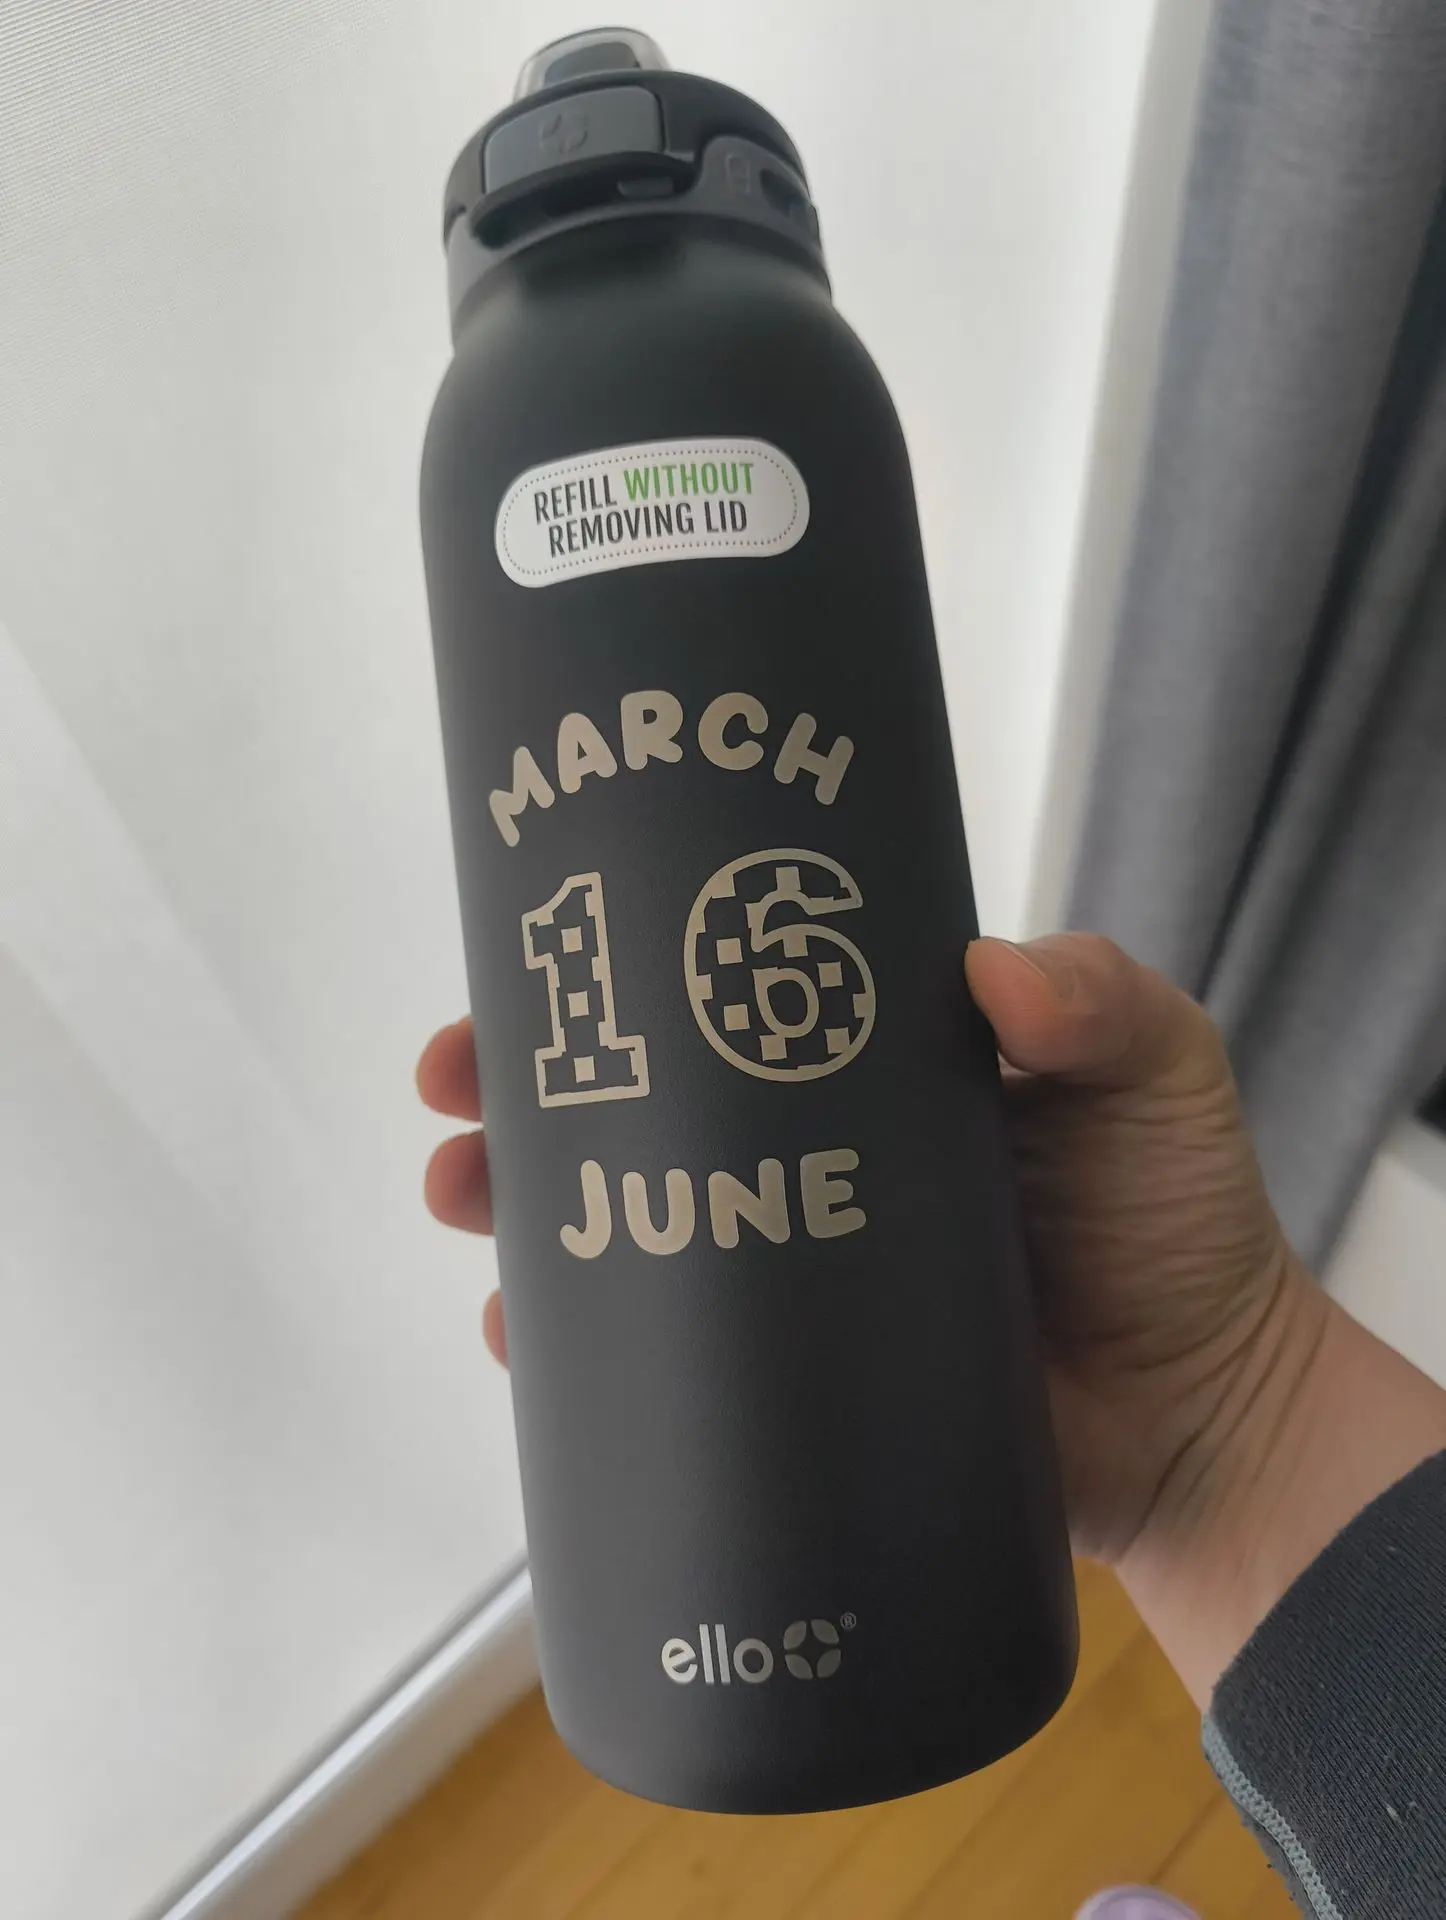 REFILL WITHOUT
REMOVING LID
MARCH
16
JUNE
ello®